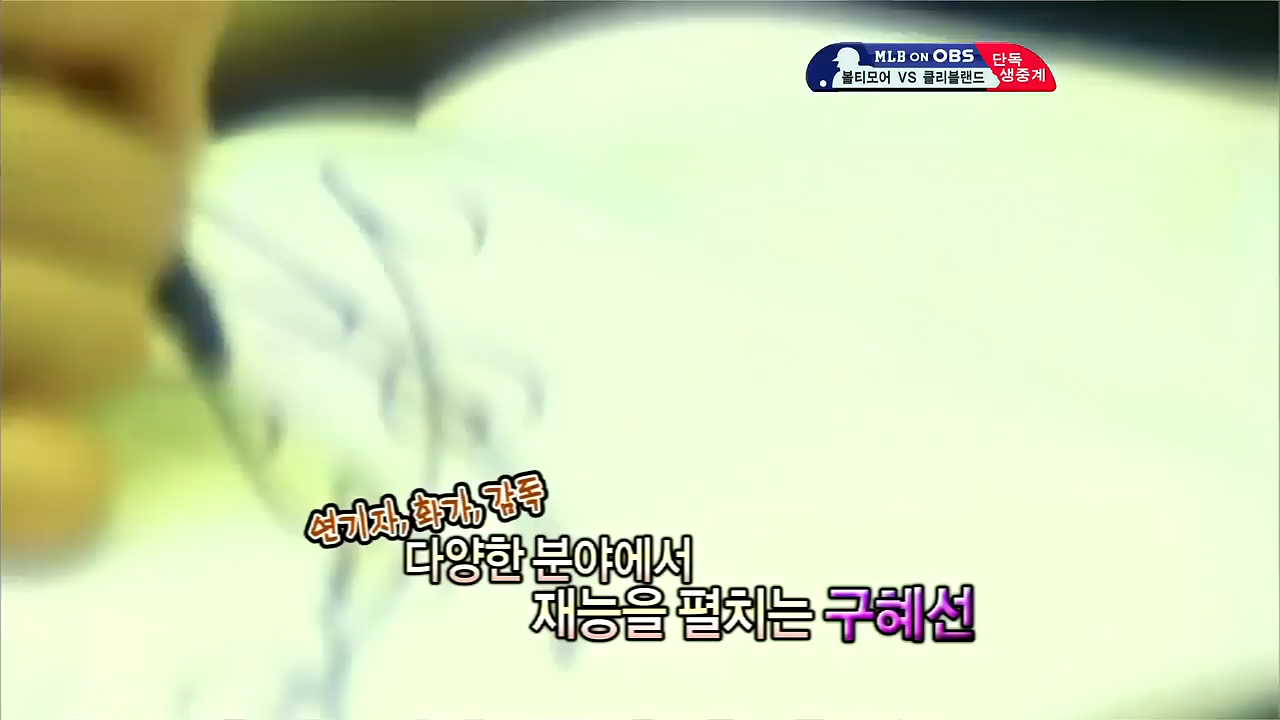 MLB ON OBS
볼티모어 VS 클리블랜드
단독
생중계
연기자, 화가, 감독
다양한 분야에서
재능을 펼치는 구혜선